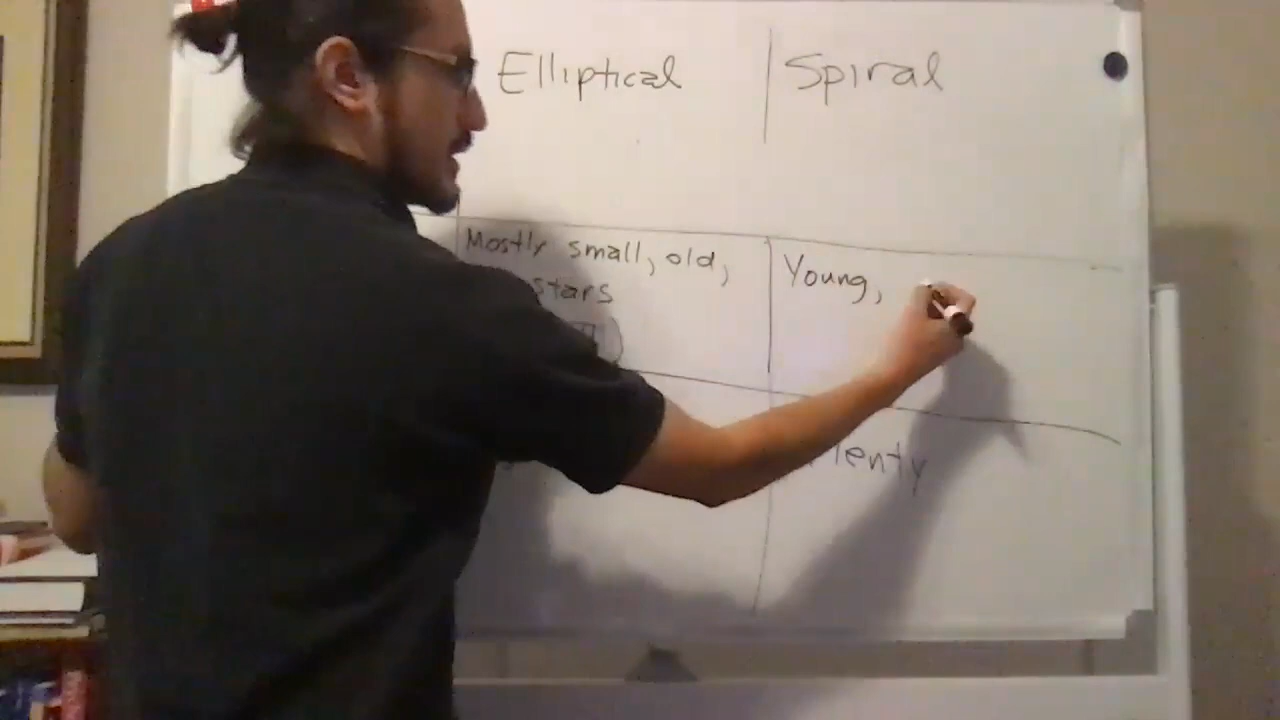 Elliptical
Spiral
Mostly small, old,
stars
Young,
lenty